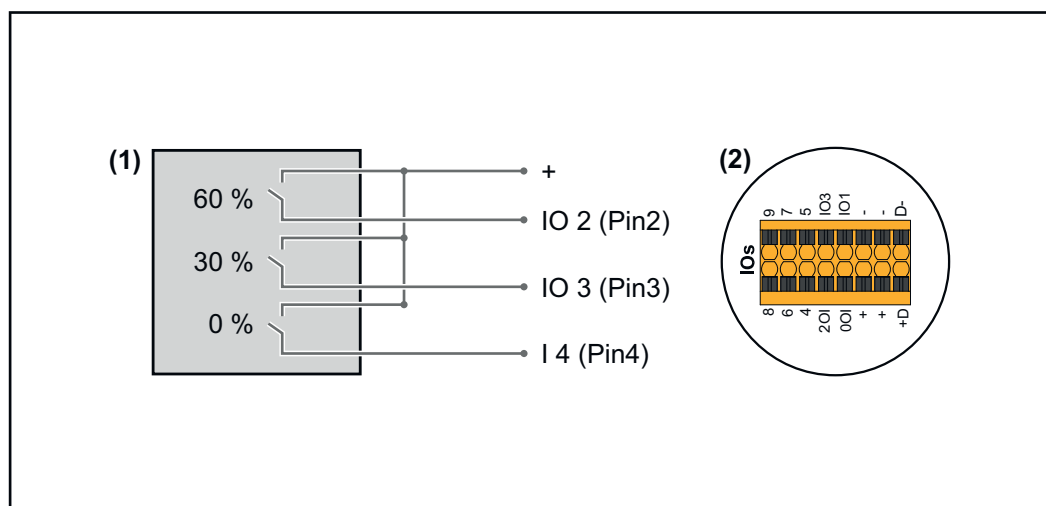 (1)
60 %
30 %
0 %
+
IO 2 (Pin2)
IO 3 (Pin3)
I 4 (Pin4)
(2)
IOs
9
7
5
IO3
IO1
-
-
D-
8
6
4
2OI
0OI
+
+
+D